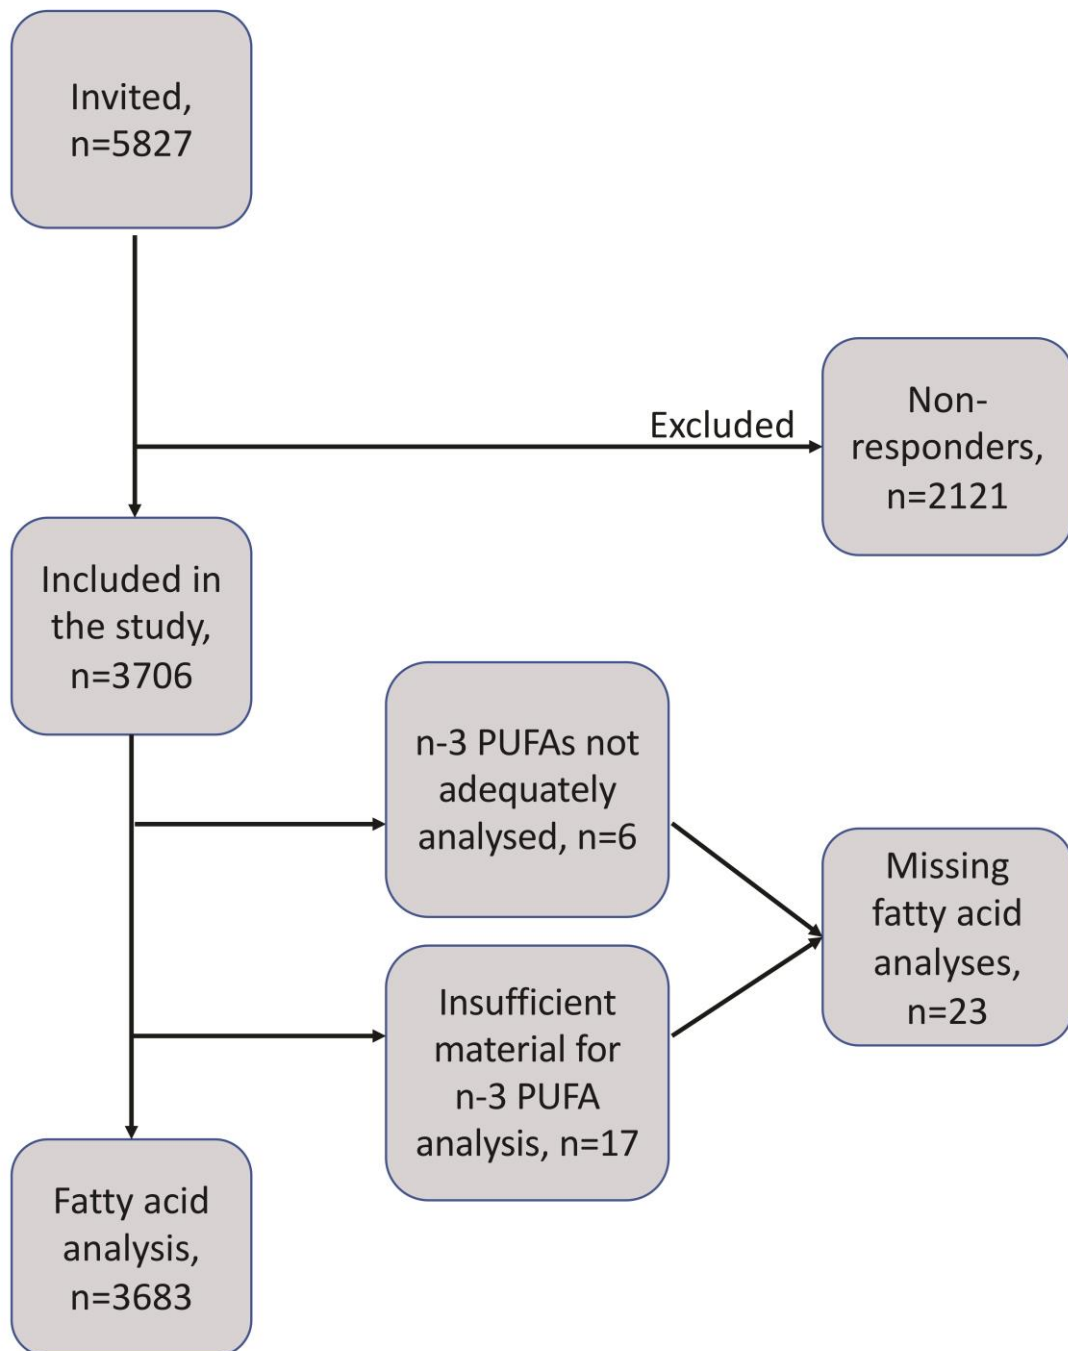 Invited,
n=5827
Excluded
Non-
responders,
n=2121
Included in
the study,
n=3706
n-3 PUFAs not
adequately
analysed, n=6
Missing
fatty acid
analyses,
n=23
Insufficient
material for
n-3 PUFA
analysis, n=17
Fatty acid
analysis,
n=3683